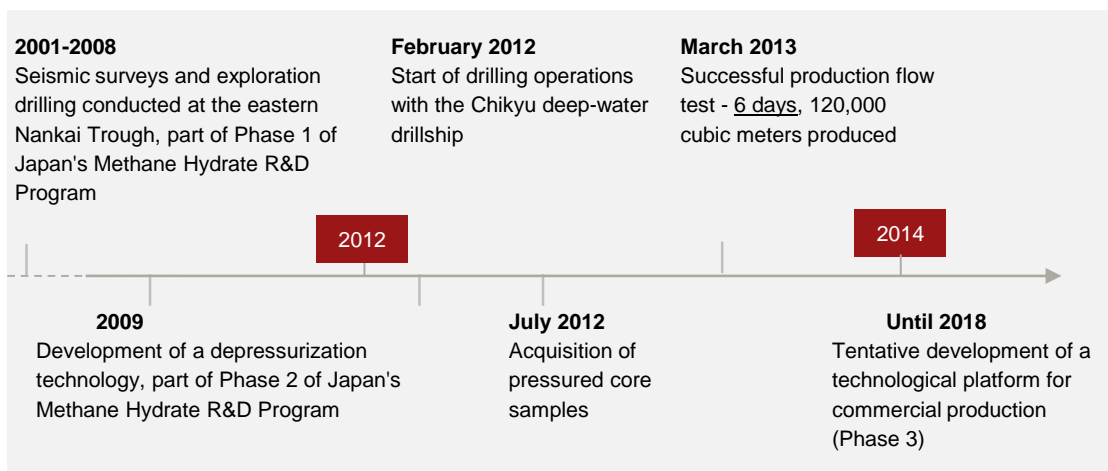 2001-2008
Seismic surveys and exploration
drilling conducted at the eastern
Nankai Trough, part of Phase 1 of
Japan's Methane Hydrate R&D
Program
February 2012
Start of drilling operations
with the Chikyu deep-water
drillship
March 2013
Successful production flow
test - 6 days, 120,000
cubic meters produced
2012
2014
2009
Development of a depressurization
technology, part of Phase 2 of Japan's
Methane Hydrate R&D Program
July 2012
Acquisition of
pressured core
samples
Until 2018
Tentative development of a
technological platform for
commercial production
(Phase 3)